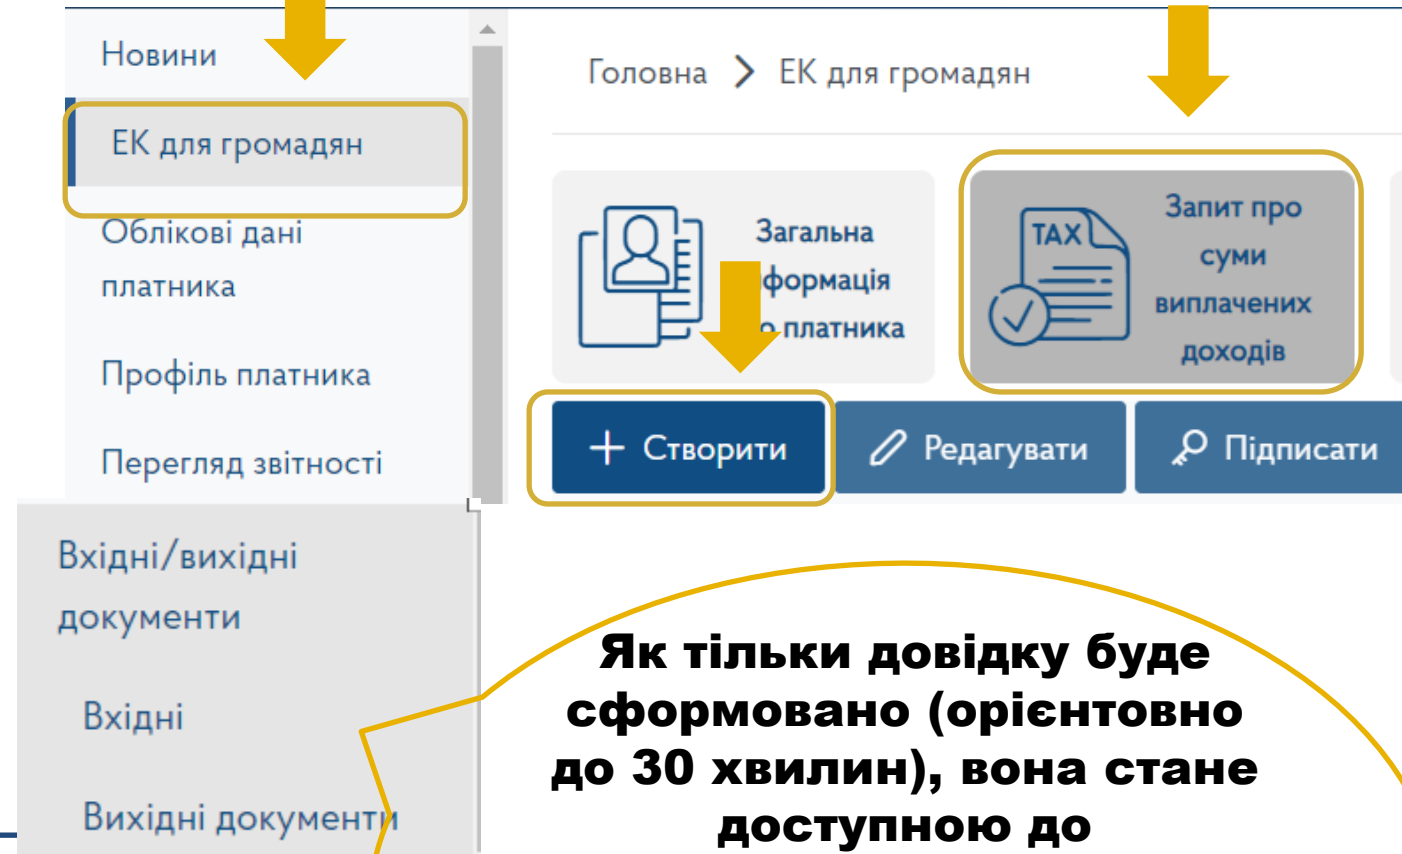 Новини
ЕК для громадян
Облікові дані
платника
Профіль платника
Перегляд звітності
Вхідні/вихідні
документи
Вхідні
Вихідні документи
Головна > ЕК для громадян
Загальна
формація
о платника
TAX
Запит про
суми
виплачених
доходів
+ Створити
Редагувати
Підписати
Як тільки довідку буде
сформовано (орієнтовно
до 30 хвилин), вона стане
доступною до